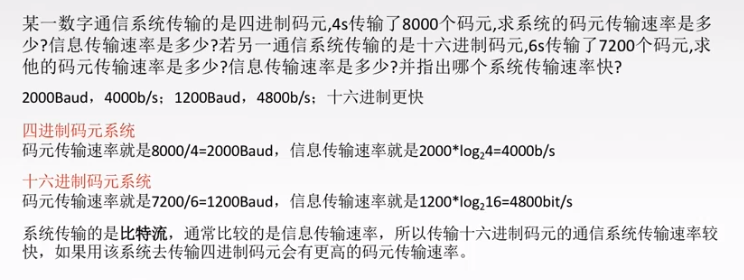 某一数字通信系统传输的是四进制码元,4s传输了8000个码元,求系统的码元传输速率是多
少?信息传输速率是多少?若另一通信系统传输的是十六进制码元,6s传输了7200个码元,求
他的码元传输速率是多少?信息传输速率是多少?并指出哪个系统传输速率快?
2000Baud，4000b/s；1200Baud，4800b/s；十六进制更快
四进制码元系统
码元传输速率就是8000/4=2000Baud，信息传输速率就是2000*log₂4=4000b/s
十六进制码元系统
码元传输速率就是7200/6=1200Baud，信息传输速率就是1200*log₂16=4800bit/s
系统传输的是比特流，通常比较的是信息传输速率，所以传输十六进制码元的通信系统传输速率较
快，如果用该系统去传输四进制码元会有更高的码元传输速率。